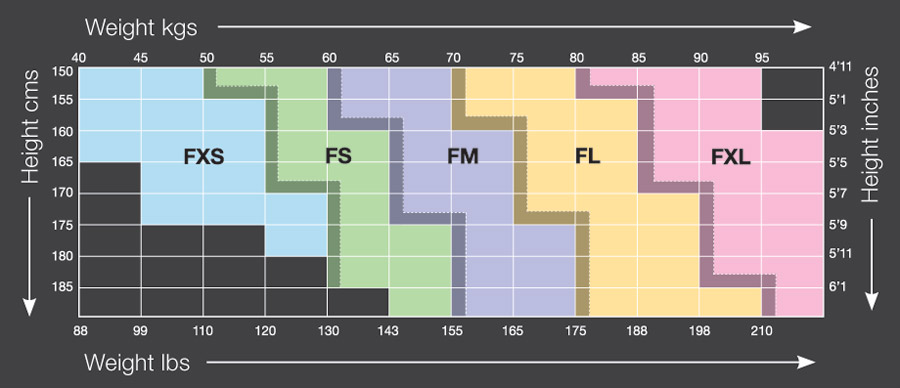 Weight kgs
40 45 50 55 60 65 70 75 80 85 90 95
Height cms
Height inches
150 4'11
155 5'1
160 5'3
165 FXS FS FM FL FXL 5'5
170 5'7
175 5'9
180 5'11
185 6'1
88 99 110 120 130 143 155 165 175 188 198 210
Weight lbs